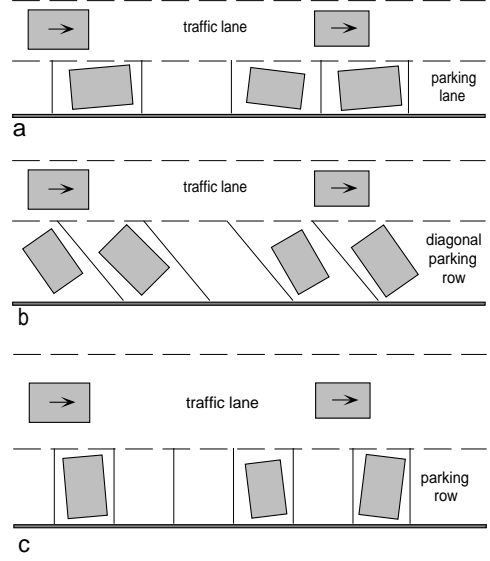 traffic lane
parking
lane
a
traffic lane
diagonal
parking
row
b
traffic lane
parking
row
c